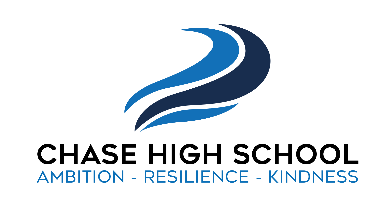 CHASE HIGH SCHOOL
AMBITION - RESILIENCE - KINDNESS